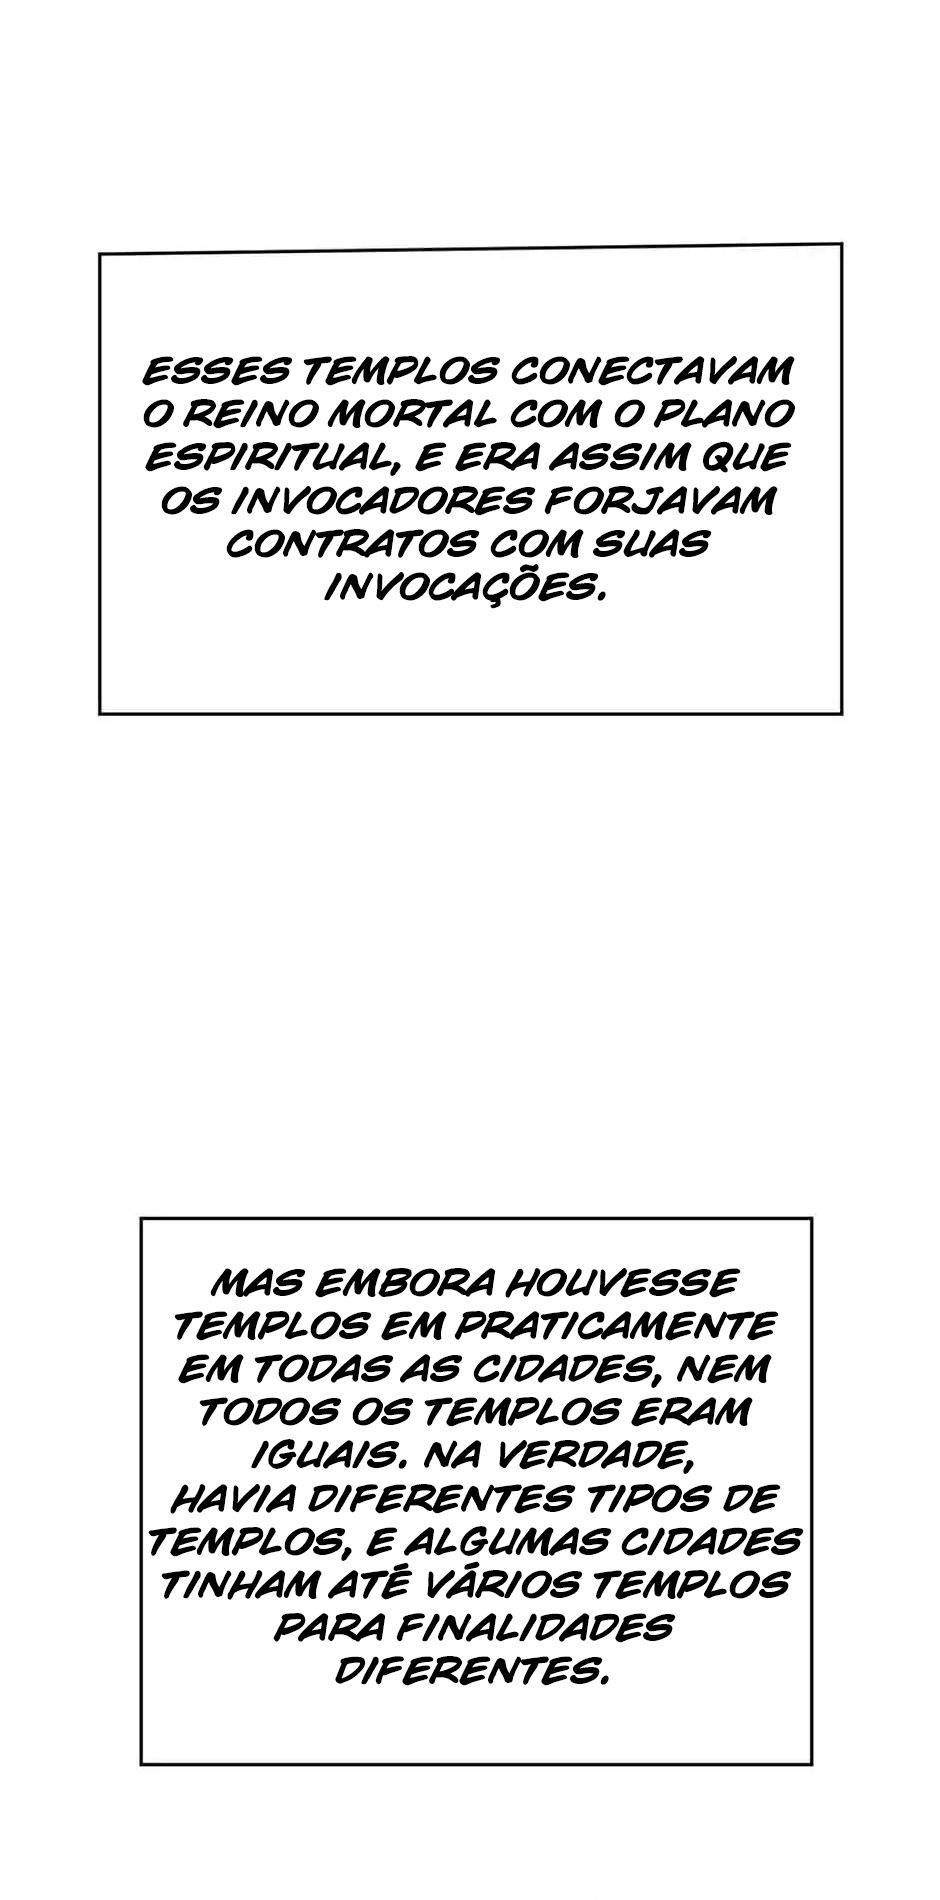 ESSES TEMPLOS CONECTAVAM
O REINO MORTAL COM O PLANO
ESPIRITUAL, E ERA ASSIM QUE
OS INVOCADORES FORJAVAM
CONTRATOS COM SUAS
INVOCAÇÕES.
MAS EMBORA HOUVESSE
TEMPLOS EM PRATICAMENTE
EM TODAS AS CIDADES, NEM
TODOS OS TEMPLOS ERAM
IGUAIS. NA VERDADE,
HAVIA DIFERENTES TIPOS DE
TEMPLOS, E ALGUMAS CIDADES
TINHAM ATÉ VÁRIOS TEMPLOS
PARA FINALIDADES
DIFERENTES.